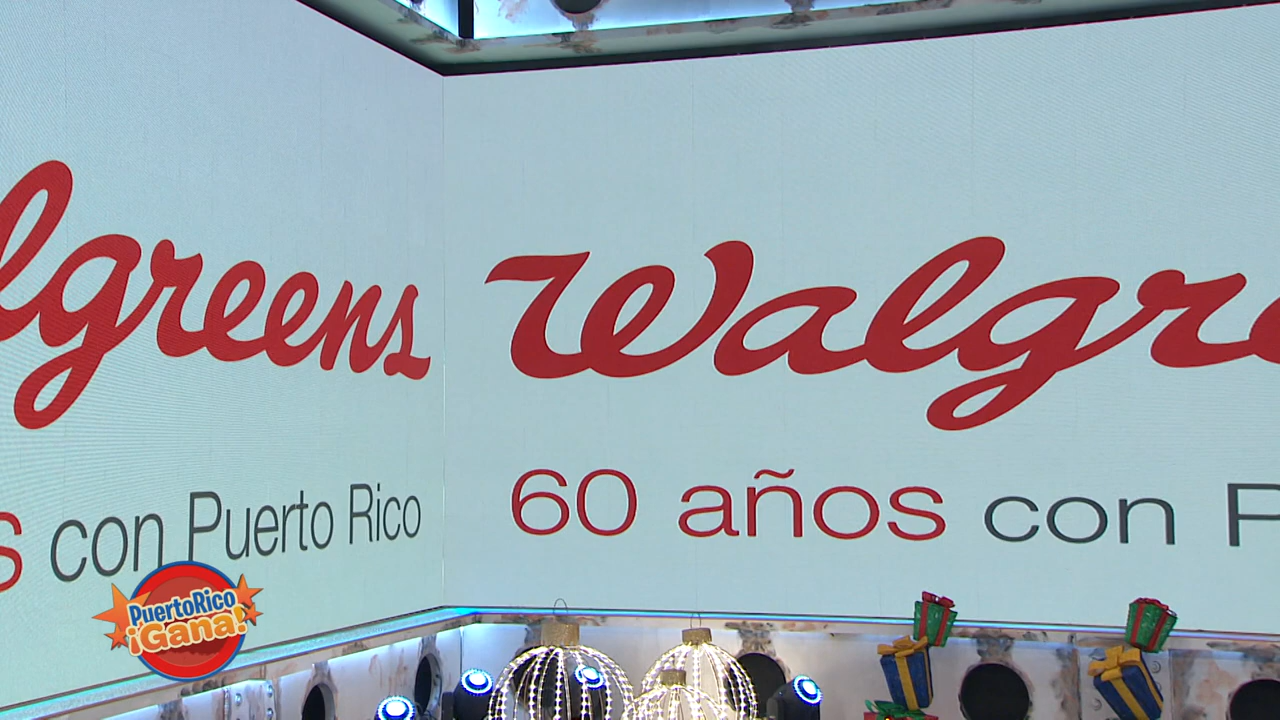 lgreens
s con Puerto Rico
Walgre
60 años con P
PuertoRico
¡Gana!